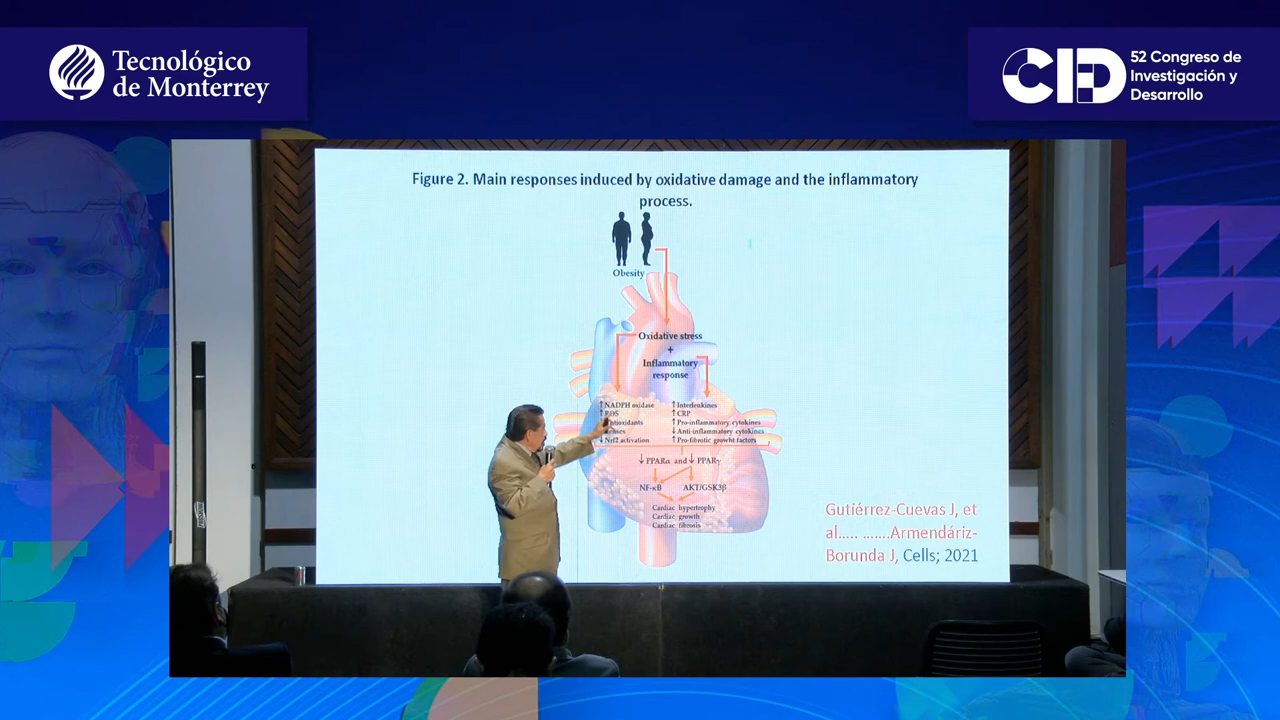 Tecnológico
de Monterrey
CID
52 Congreso de
Investigación y
Desarrollo
Figure 2. Main responses induced by oxidative damage and the inflammatory
process.
Obesity
Oxidative stress
+
Inflammatory
response
↑ NADPH oxidase
↑ ROS
↓ Nrf2 activation
↑ Interleukines
↑ CRP
↑ Pro-inflammatory cytokines
↓ Anti-inflammatory cytokines
↑ Pro-fibrotic growht factors
↓ PPARα and ↓ PPARγ
NF-κB AKT/GSK3β
Cardiac hypertrophy
Cardiac growth
Cardiac fibrosis
Gutiérrez-Cuevas J, et
al..... .......Armendáriz-
Borunda J, Cells; 2021